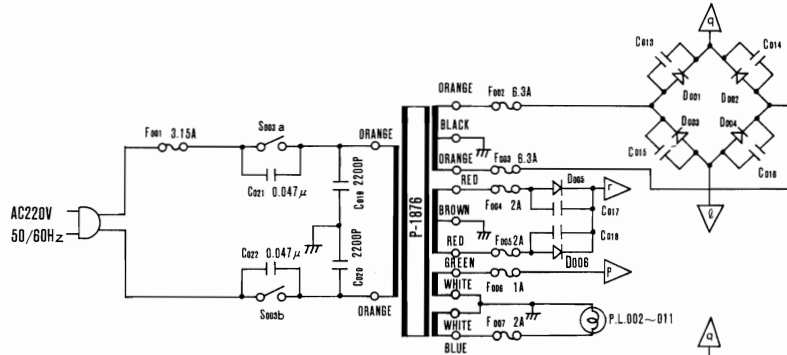 q
C013
C014
ORANGE
F002 6.3A
D001
D002
F001 3.15A
S003a
ORANGE
BLACK
D003
D004
C015
C016
ORANGE
F003 6.3A
C021 0.047μ
2200P
C019
RED
D005
r
F004 2A
C017
ℓ
AC220V
50/60Hz
P-1876
BROWN
C018
2200P
C020
RED
F005 2A
D006
C022 0.047μ
GREEN
F006 1A
P
WHITE
S003b
ORANGE
WHITE
F007 2A
P.L.002~011
BLUE
q